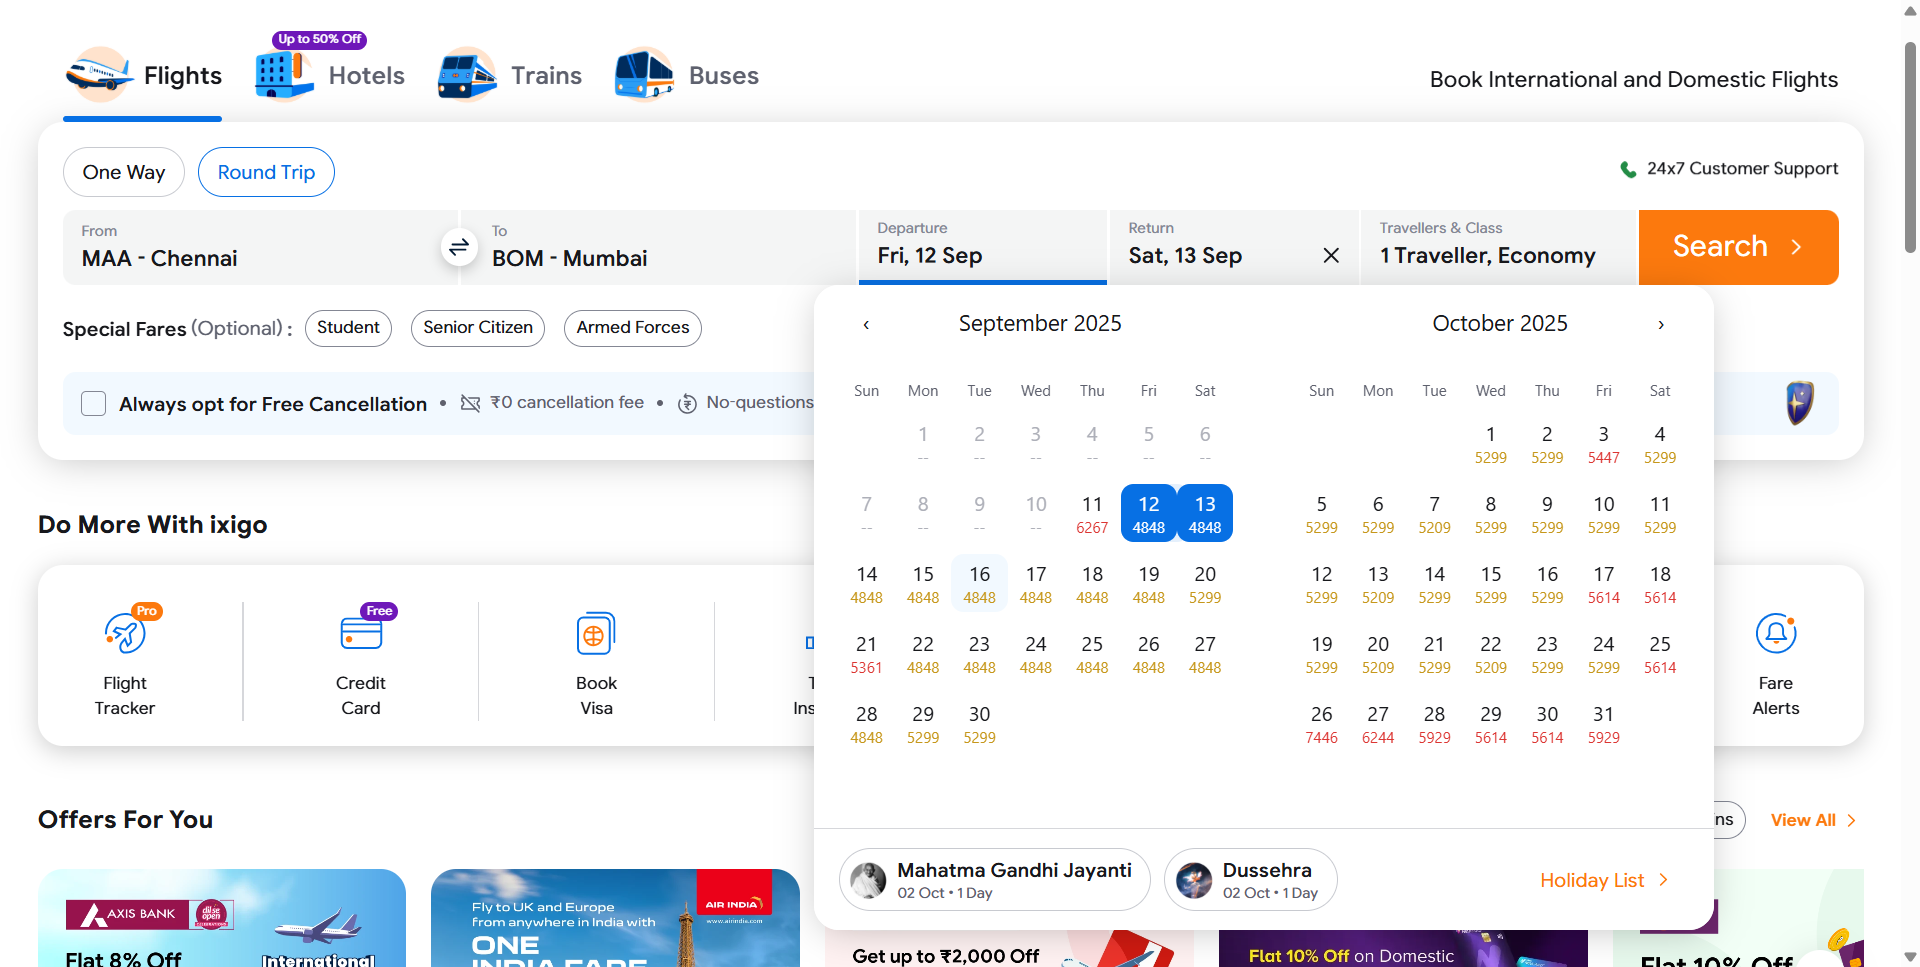 Up to 50% Off
Flights
Hotels
Trains
Buses
Book International and Domestic Flights
One Way
Round Trip
24x7 Customer Support
From
MAA - Chennai
To
BOM - Mumbai
Departure
Fri, 12 Sep
Return
Sat, 13 Sep
Travellers & Class
1 Traveller, Economy
Search
Special Fares (Optional) :
Student
Senior Citizen
Armed Forces
Always opt for Free Cancellation • ₹0 cancellation fee • No-questions
September 2025
Sun Mon Tue Wed Thu Fri Sat
1 2 3 4 5 6
-- -- -- -- -- --
7 8 9 10 11 12 13
-- -- -- -- 6267 4848 4848
14 15 16 17 18 19 20
4848 4848 4848 4848 4848 4848 5299
21 22 23 24 25 26 27
5361 4848 4848 4848 4848 4848 4848
28 29 30
4848 5299 5299
October 2025
Sun Mon Tue Wed Thu Fri Sat
1 2 3 4
5299 5299 5447 5299
5 6 7 8 9 10 11
5299 5299 5209 5299 5299 5299 5299
12 13 14 15 16 17 18
5299 5209 5299 5299 5299 5614 5614
19 20 21 22 23 24 25
5299 5209 5299 5209 5299 5299 5614
26 27 28 29 30 31
7446 6244 5929 5614 5614 5929
Mahatma Gandhi Jayanti
02 Oct • 1 Day
Dussehra
02 Oct • 1 Day
Holiday List
Do More With ixigo
Pro
Flight
Tracker
Free
Credit
Card
Book
Visa
Ins
Fare
Alerts
Offers For You
ns
View All
AXIS BANK
dil se open
Flat 8% Off
International
Fly to UK and Europe
from anywhere in India with
ONE
INDIA FARE
AIR INDIA
www.airindia.com
Get up to ₹2,000 Off
Flat 10% Off on Domestic
Flat 10% Off